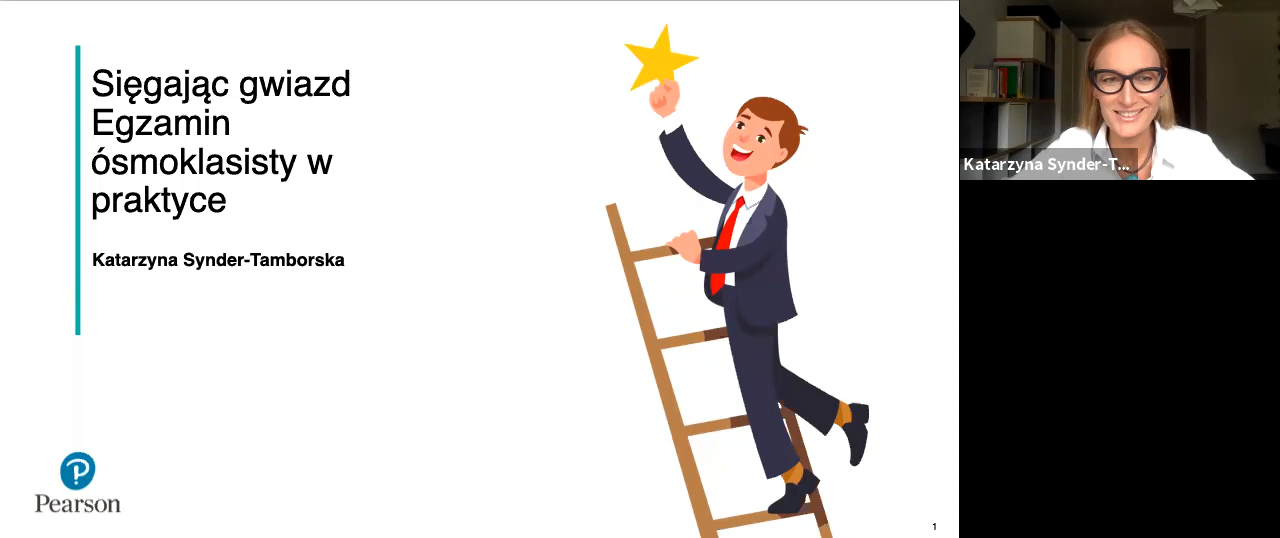 Sięgając gwiazd
Egzamin
ósmoklasisty w
praktyce
Katarzyna Synder-Tamborska
Pearson
1
Katarzyna Synder-T...